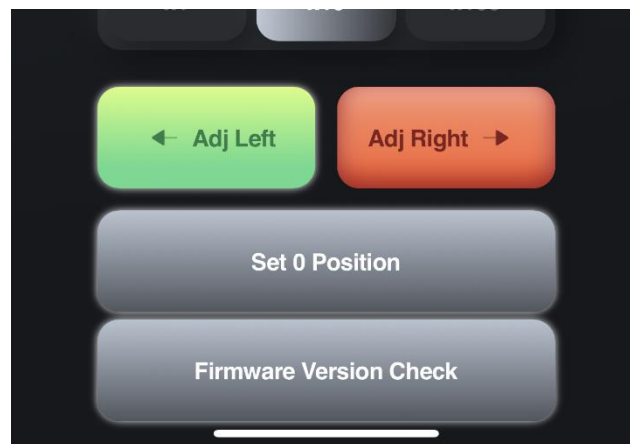 ← Adj Left
Adj Right →
Set 0 Position
Firmware Version Check